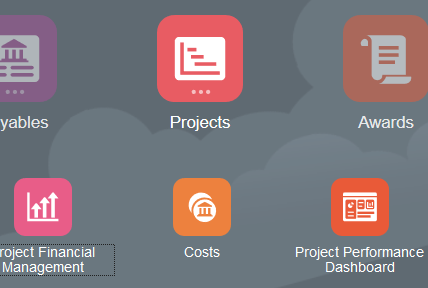 yables
Projects
Awards
roject Financial
Management
Costs
Project Performance
Dashboard